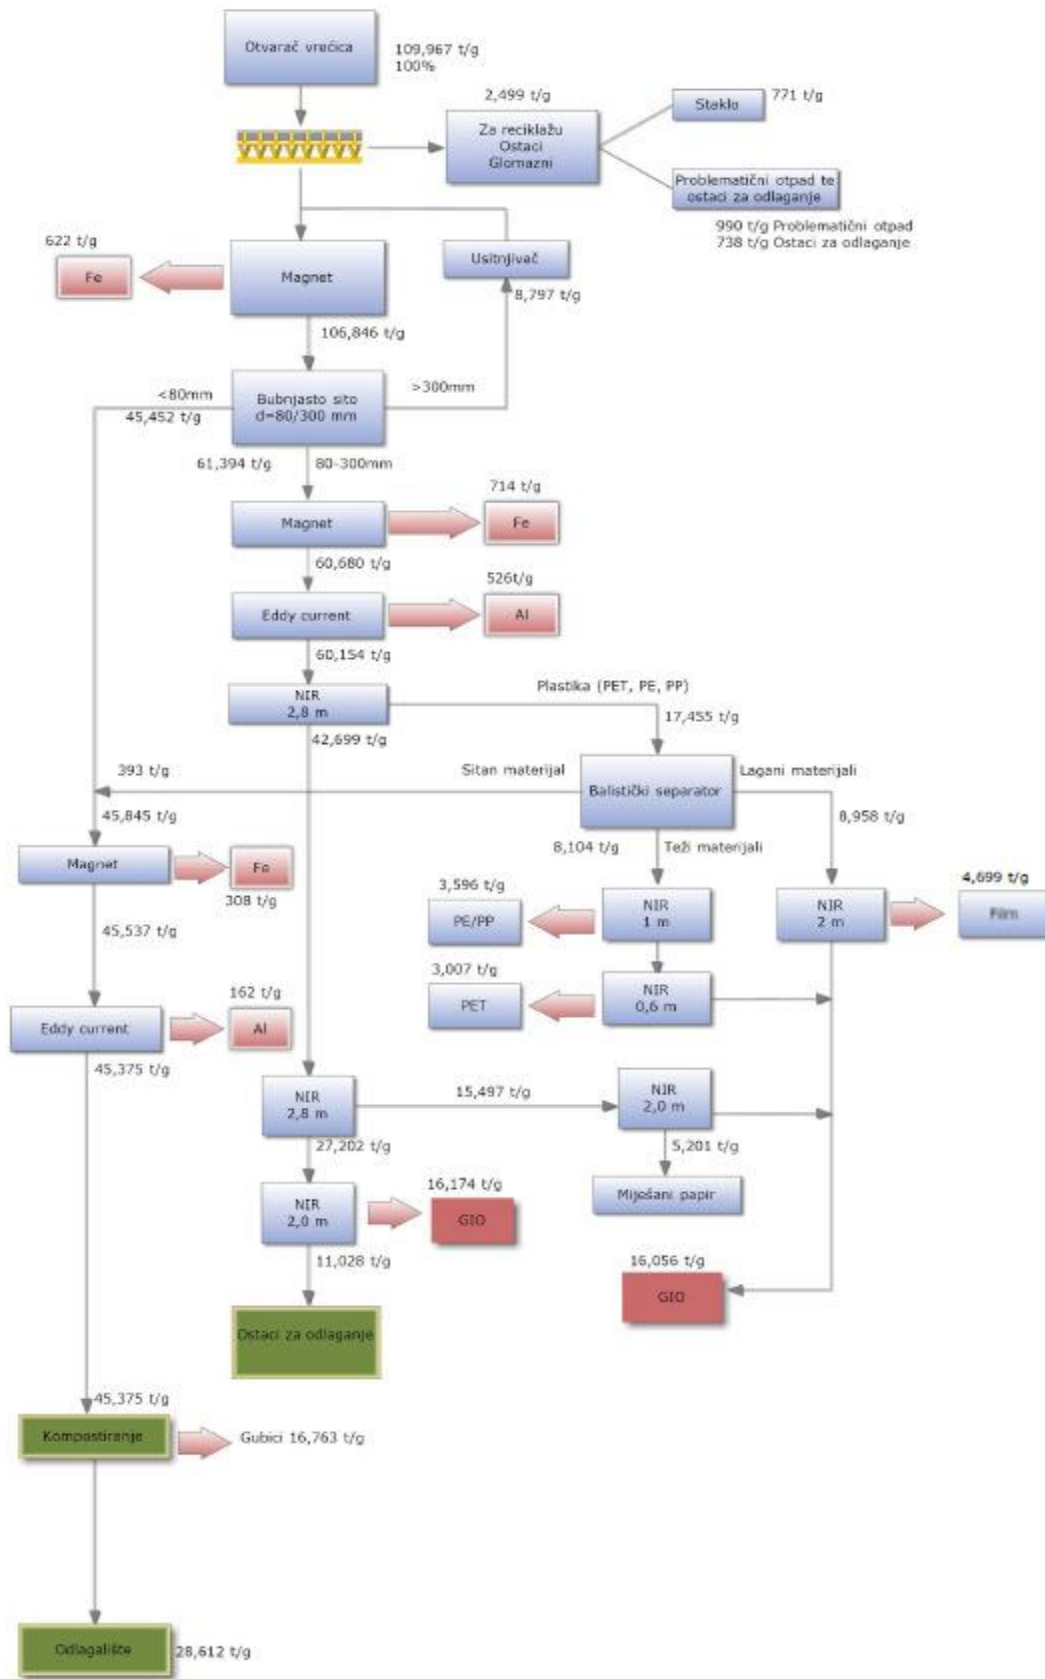 Otvarač vrećica
109,967 t/g
100%
2,499 t/g
Za reciklažu
Ostaci
Glomazni
Staklo
771 t/g
Problematični otpad te
ostaci za odlaganje
990 t/g Problematični otpad
738 t/g Ostaci za odlaganje
622 t/g
Fe
Magnet
Usitnjivač
8,797 t/g
106,846 t/g
<80mm
45,452 t/g
Bubnjasto sito
d=80/300 mm
>300mm
61,394 t/g
80-300mm
714 t/g
Magnet
Fe
60,680 t/g
526t/g
Eddy current
Al
60,154 t/g
NIR
2,8 m
Plastika (PET, PE, PP)
17,455 t/g
42,699 t/g
393 t/g
Sitan materijal
Balistički separator
Lagani materijali
45,845 t/g
8,958 t/g
8,104 t/g
Teži materijali
Magnet
Fe
308 t/g
3,596 t/g
PE/PP
NIR
1 m
NIR
2 m
4,699 t/g
Film
45,537 t/g
3,007 t/g
PET
NIR
0,6 m
162 t/g
Eddy current
Al
45,375 t/g
NIR
2,8 m
15,497 t/g
NIR
2,0 m
27,202 t/g
5,201 t/g
NIR
2,0 m
16,174 t/g
GIO
Miješani papir
11,028 t/g
16,056 t/g
GIO
Ostaci za odlaganje
45,375 t/g
Kompostiranje
Gubici 16,763 t/g
Odlagalište
28,612 t/g